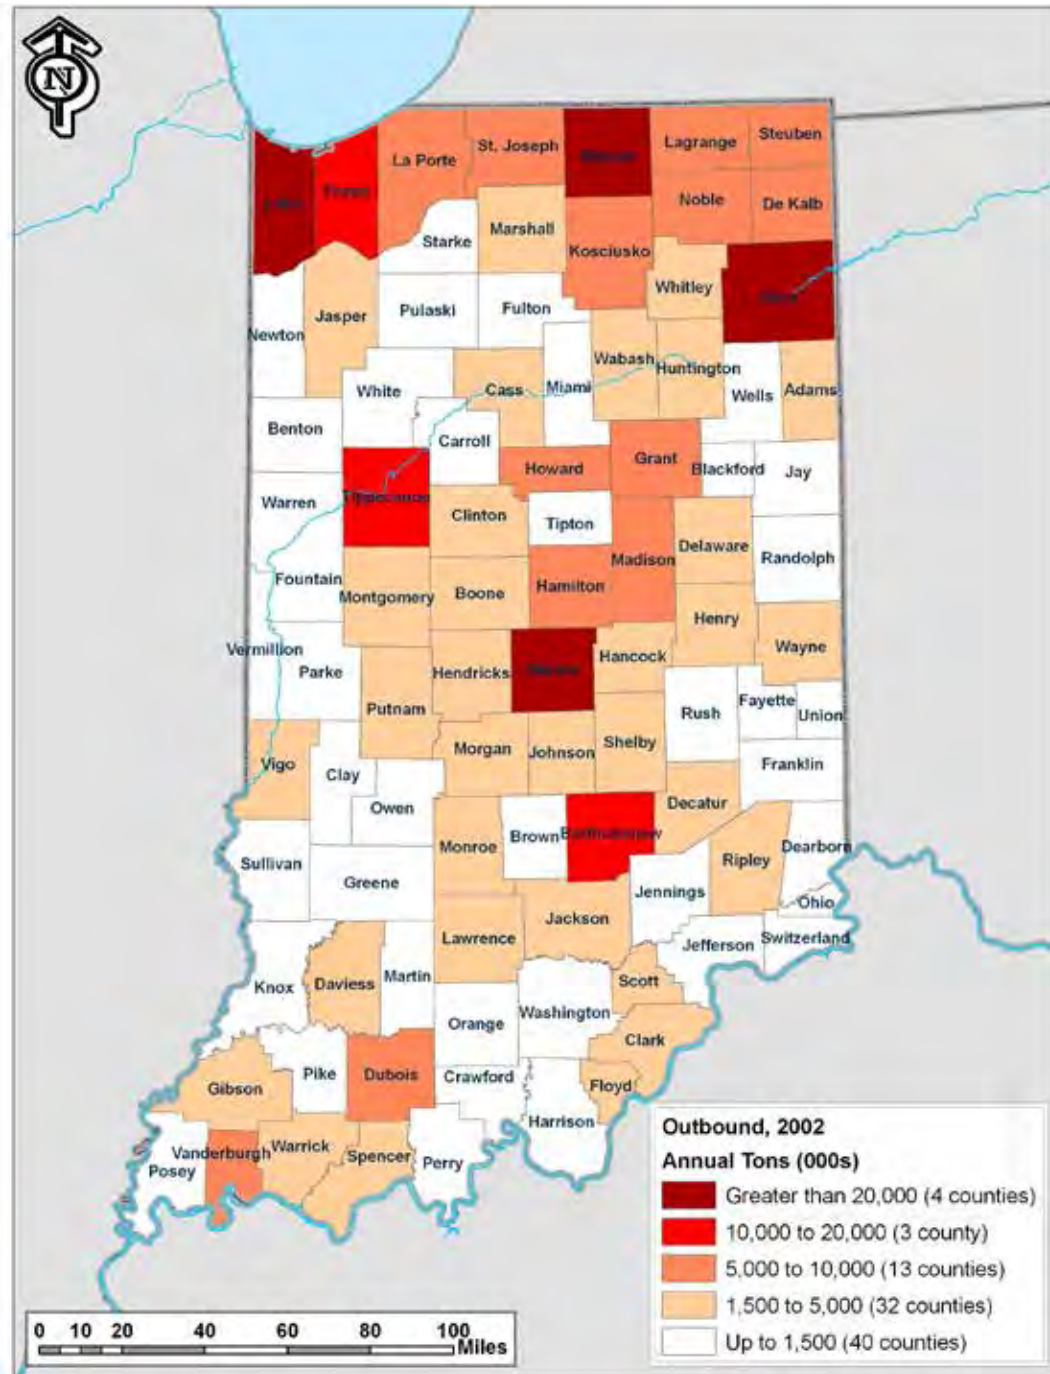 N
La Porte
St. Joseph
Lagrange
Steuben
Noble
De Kalb
Starke
Marshall
Kosciusko
Whitley
Newton
Jasper
Pulaski
Fulton
Wabash
Huntington
White
Cass
Miami
Wells
Adams
Benton
Carroll
Howard
Grant
Blackford
Jay
Warren
Tippecanoe
Clinton
Tipton
Madison
Delaware
Randolph
Fountain
Montgomery
Boone
Hamilton
Henry
Vermillion
Parke
Hendricks
Hancock
Wayne
Putnam
Rush
Fayette
Union
Vigo
Clay
Morgan
Johnson
Shelby
Franklin
Owen
Decatur
Sullivan
Greene
Monroe
Brown
Bartholomew
Ripley
Dearborn
Jennings
Ohio
Jackson
Lawrence
Jefferson
Switzerland
Knox
Daviess
Martin
Scott
Orange
Washington
Clark
Gibson
Pike
Dubois
Crawford
Floyd
Harrison
Posey
Vanderburgh
Warrick
Spencer
Perry
Outbound, 2002
Annual Tons (000s)
Greater than 20,000 (4 counties)
10,000 to 20,000 (3 county)
5,000 to 10,000 (13 counties)
1,500 to 5,000 (32 counties)
Up to 1,500 (40 counties)
0 10 20 40 60 80 100
Miles